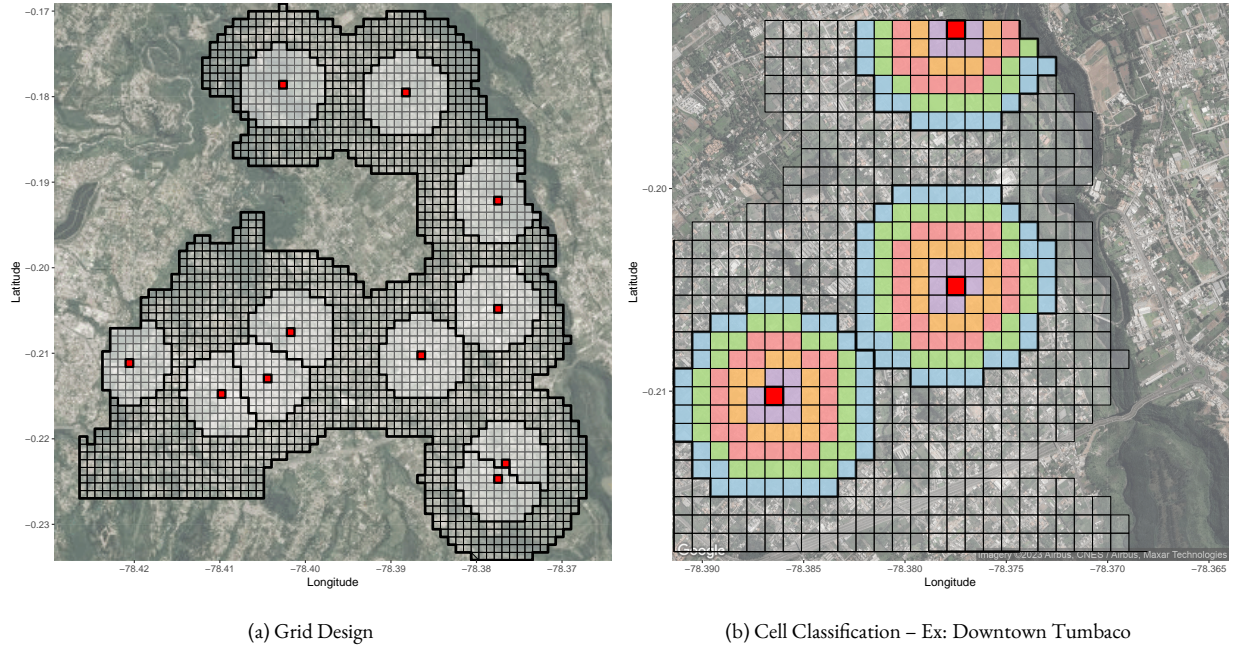 −0.17
−0.18
−0.19
−0.20
−0.21
−0.22
−0.23
Latitude
−78.42
−78.41
−78.40
−78.39
−78.38
−78.37
Longitude
(a) Grid Design
−0.20
−0.21
Latitude
Google
Imagery ©2023 Airbus, CNES / Airbus, Maxar Technologies
−78.390
−78.385
−78.380
−78.375
−78.370
−78.365
Longitude
(b) Cell Classification – Ex: Downtown Tumbaco